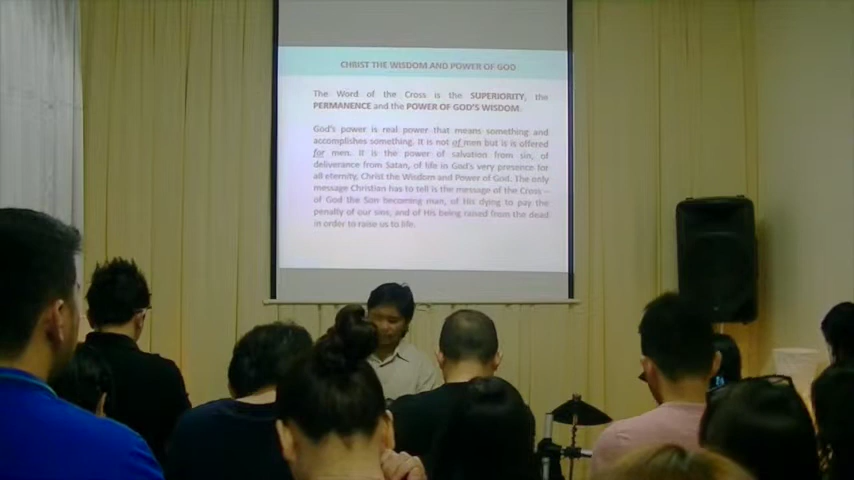 CHRIST THE WISDOM AND POWER OF GOD
The Word of the Cross is the SUPERIORITY, the
PERMANENCE and the POWER OF GOD'S WISDOM.
God's power is real power that means something and
accomplishes something. It is not of men but is is offered
for men. It is the power of salvation from sin, of
deliverance from Satan, of life in God's very presence for
all eternity, Christ the Wisdom and Power of God. The only
message Christian has to tell is the message of the Cross –
of God the Son becoming man, of His dying to pay the
penalty of our sins, and of His being raised from the dead
in order to raise us to life.